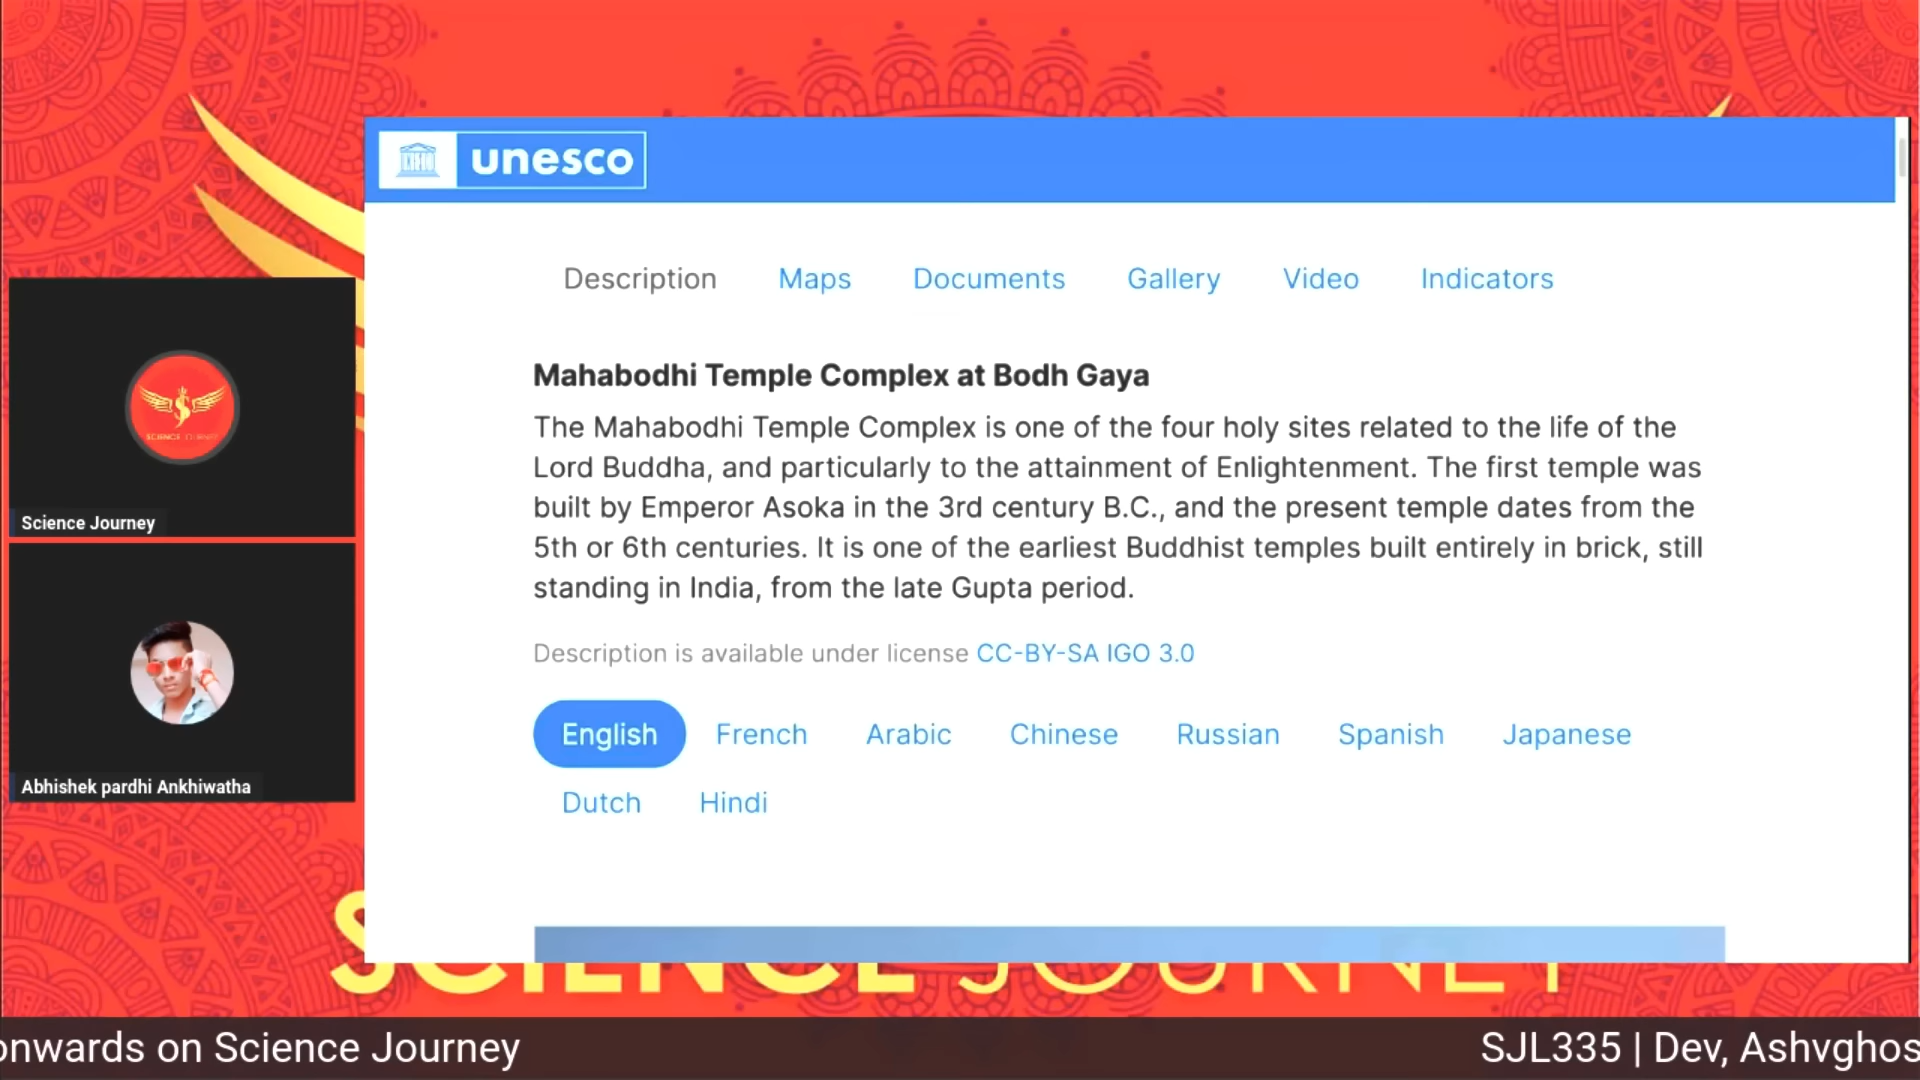 unesco
Description Maps Documents Gallery Video Indicators
Mahabodhi Temple Complex at Bodh Gaya
The Mahabodhi Temple Complex is one of the four holy sites related to the life of the
Lord Buddha, and particularly to the attainment of Enlightenment. The first temple was
built by Emperor Asoka in the 3rd century B.C., and the present temple dates from the
5th or 6th centuries. It is one of the earliest Buddhist temples built entirely in brick, still
standing in India, from the late Gupta period.
Description is available under license CC-BY-SA IGO 3.0
English French Arabic Chinese Russian Spanish Japanese
Dutch Hindi
SCIENCE JOURNEY
Science Journey
Abhishek pardhi Ankhiwatha
SCIENCE JOURNEY
onwards on Science Journey
SJL335 | Dev, Ashvghos